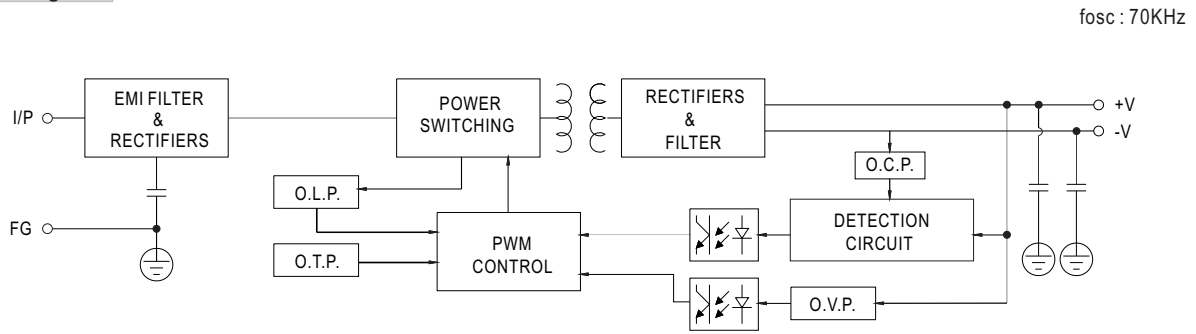 fosc : 70KHz
I/P
EMI FILTER
&
RECTIFIERS
POWER
SWITCHING
RECTIFIERS
&
FILTER
+V
-V
O.C.P.
O.L.P.
FG
PWM
CONTROL
DETECTION
CIRCUIT
O.T.P.
O.V.P.